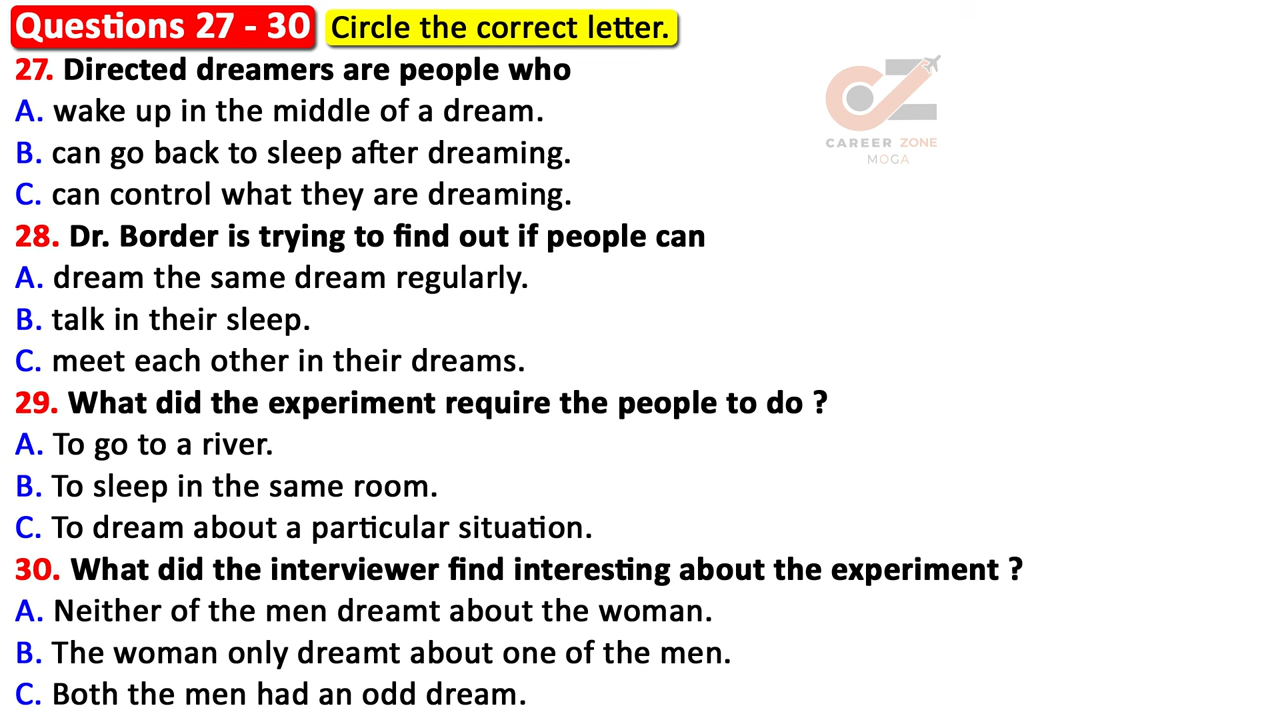 Questions 27 - 30 Circle the correct letter.
27. Directed dreamers are people who
A. wake up in the middle of a dream.
B. can go back to sleep after dreaming.
C. can control what they are dreaming.
CAREER ZONE
MOGA
28. Dr. Border is trying to find out if people can
A. dream the same dream regularly.
B. talk in their sleep.
C. meet each other in their dreams.
29. What did the experiment require the people to do ?
A. To go to a river.
B. To sleep in the same room.
C. To dream about a particular situation.
30. What did the interviewer find interesting about the experiment ?
A. Neither of the men dreamt about the woman.
B. The woman only dreamt about one of the men.
C. Both the men had an odd dream.